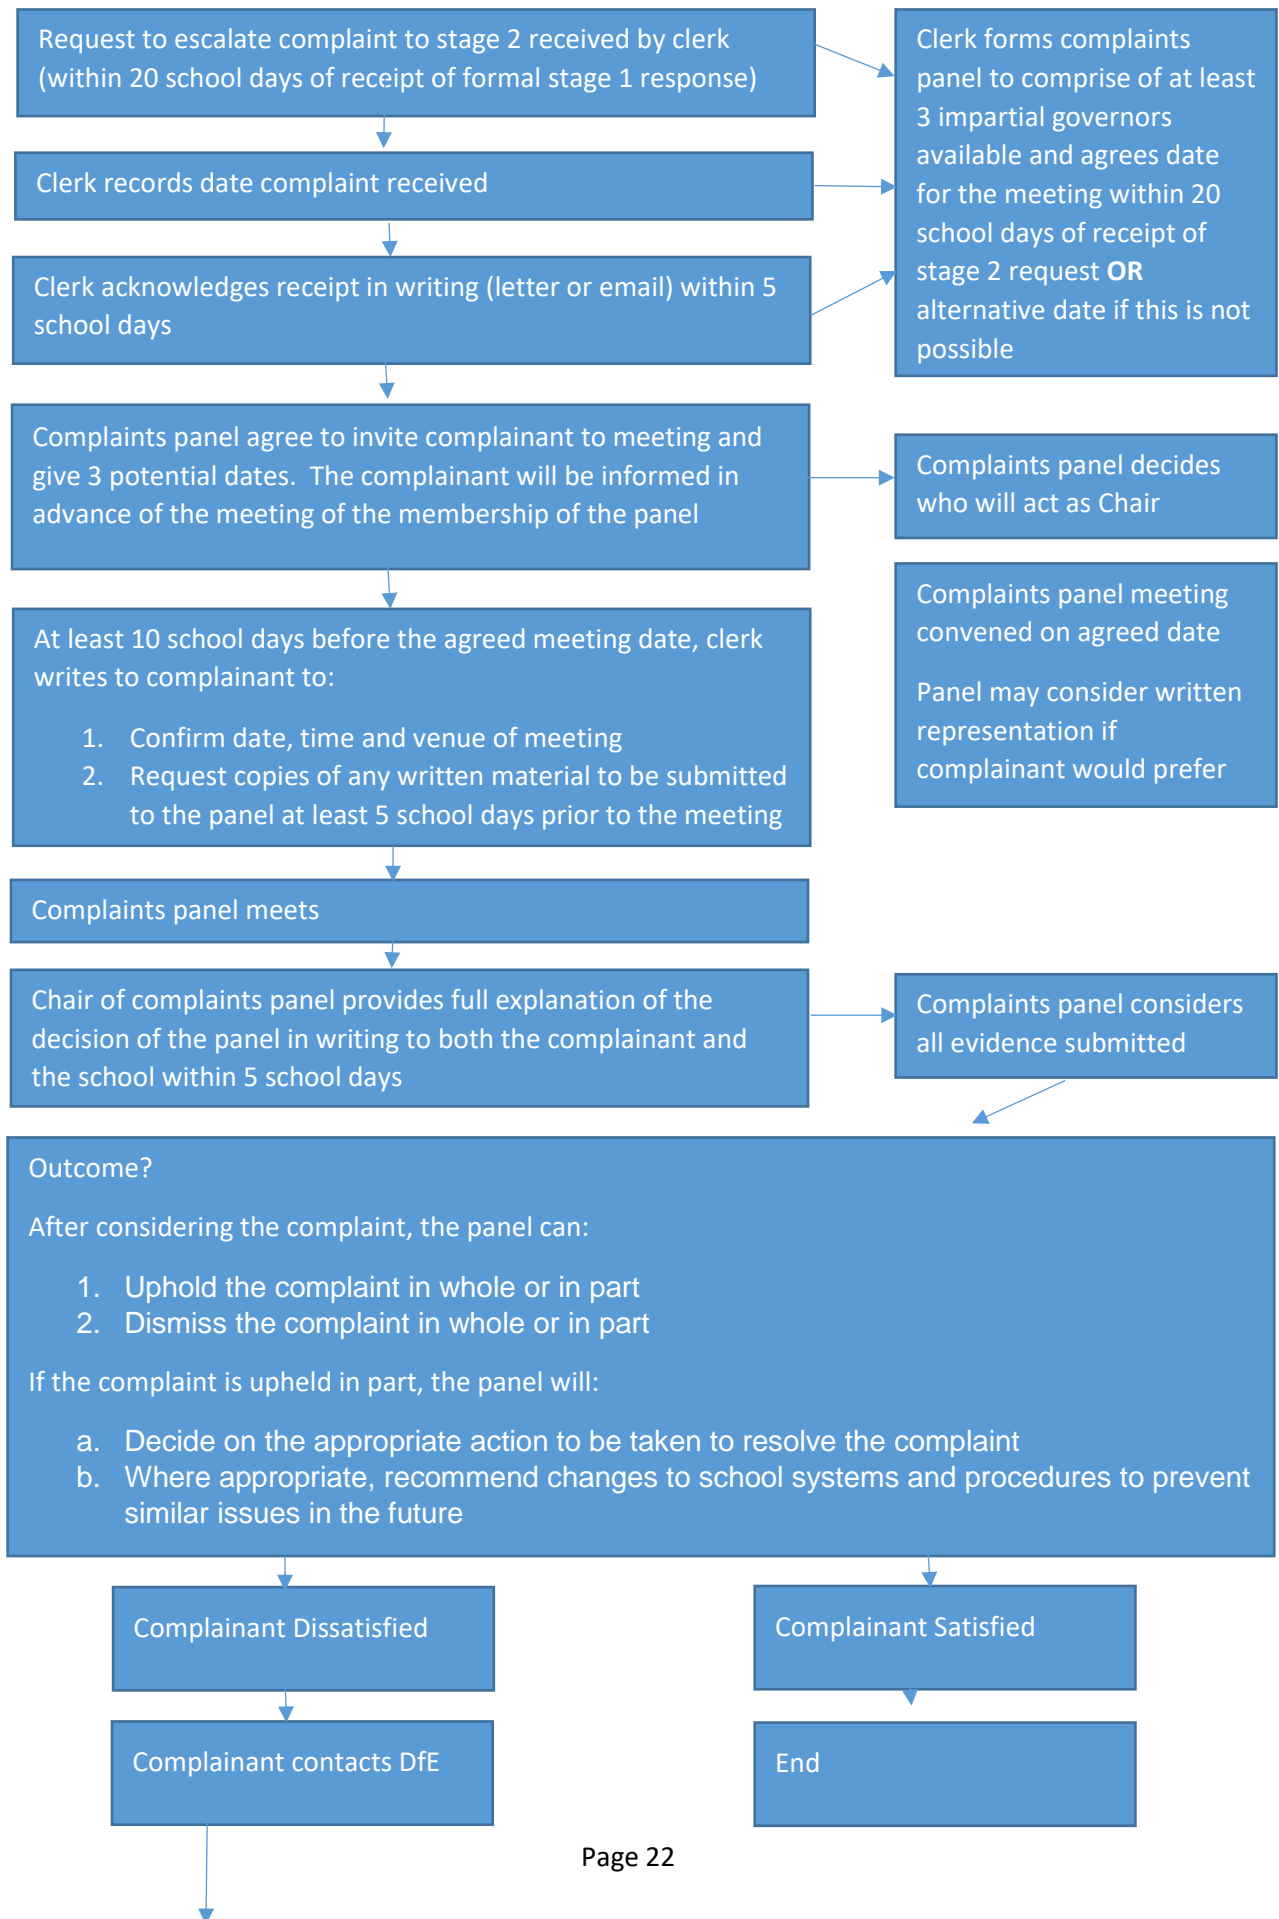 Request to escalate complaint to stage 2 received by clerk
(within 20 school days of receipt of formal stage 1 response)
Clerk forms complaints
panel to comprise of at least
3 impartial governors
available and agrees date
for the meeting within 20
school days of receipt of
stage 2 request OR
alternative date if this is not
possible
Clerk records date complaint received
Clerk acknowledges receipt in writing (letter or email) within 5
school days
Complaints panel agree to invite complainant to meeting and
give 3 potential dates.  The complainant will be informed in
advance of the meeting of the membership of the panel
Complaints panel decides
who will act as Chair
Complaints panel meeting
convened on agreed date
Panel may consider written
representation if
complainant would prefer
At least 10 school days before the agreed meeting date, clerk
writes to complainant to:
1. Confirm date, time and venue of meeting
2. Request copies of any written material to be submitted
to the panel at least 5 school days prior to the meeting
Complaints panel meets
Chair of complaints panel provides full explanation of the
decision of the panel in writing to both the complainant and
the school within 5 school days
Complaints panel considers
all evidence submitted
Outcome?
After considering the complaint, the panel can:
1. Uphold the complaint in whole or in part
2. Dismiss the complaint in whole or in part
If the complaint is upheld in part, the panel will:
a. Decide on the appropriate action to be taken to resolve the complaint
b. Where appropriate, recommend changes to school systems and procedures to prevent
similar issues in the future
Complainant Dissatisfied
Complainant Satisfied
Complainant contacts DfE
End
Page 22